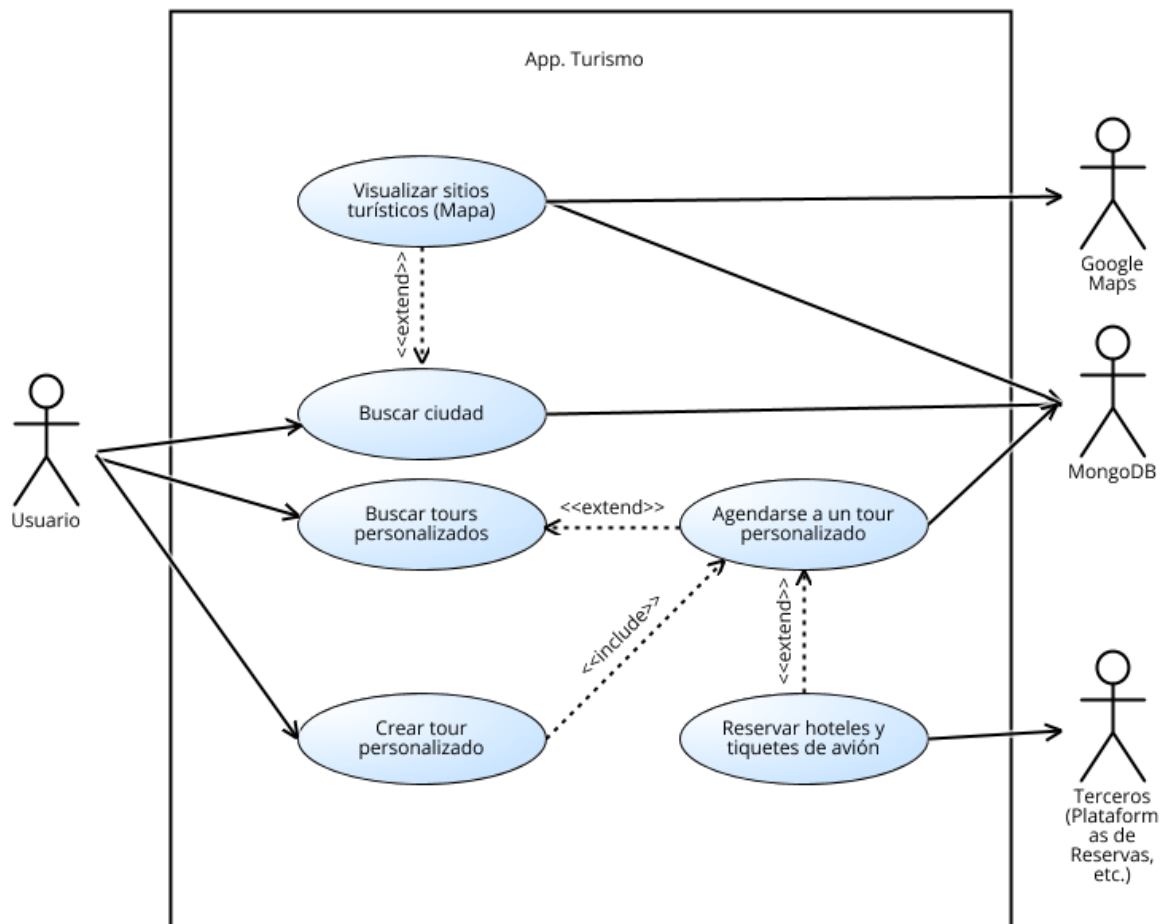 App. Turismo
Visualizar sitios
turísticos (Mapa)
Google
Maps
<<extend>>
Buscar ciudad
MongoDB
Usuario
Buscar tours
personalizados
<<extend>>
Agendarse a un tour
personalizado
<<include>>
<<extend>>
Crear tour
personalizado
Reservar hoteles y
tiquetes de avión
Terceros
(Plataform
as de
Reservas,
etc.)